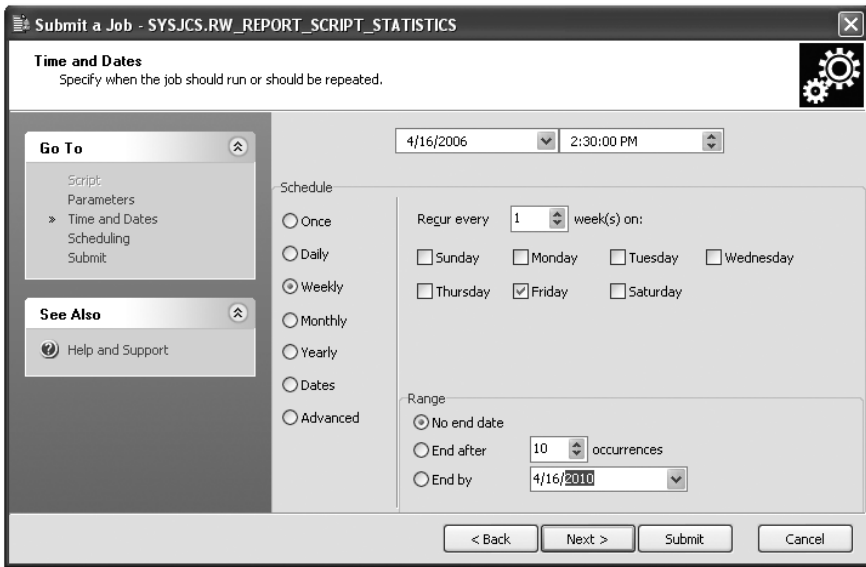 Submit a Job - SYSJCS.RW_REPORT_SCRIPT_STATISTICS
Time and Dates
Specify when the job should run or should be repeated.
Go To
Script
Parameters
» Time and Dates
Scheduling
Submit
See Also
Help and Support
4/16/2006 2:30:00 PM
Schedule
Once
Daily
Weekly
Monthly
Yearly
Dates
Advanced
Recur every 1 week(s) on:
Sunday Monday Tuesday Wednesday
Thursday Friday Saturday
Range
No end date
End after 10 occurrences
End by 4/16/2010
< Back Next > Submit Cancel